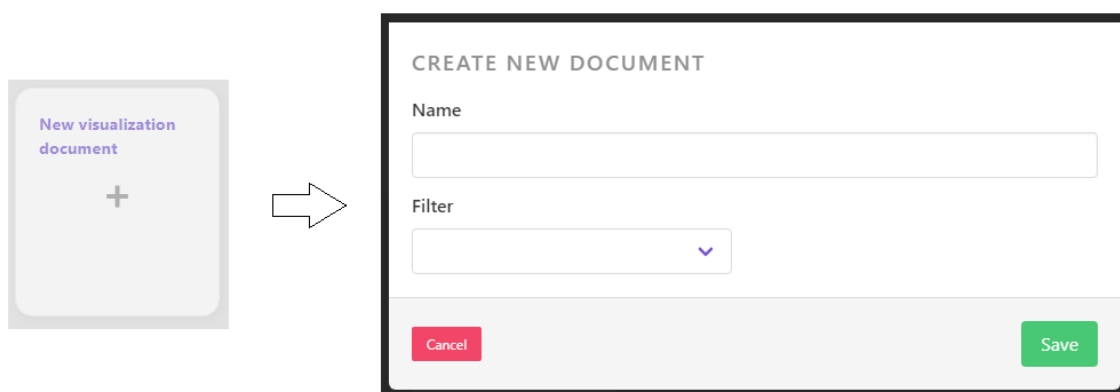 New visualization
document
CREATE NEW DOCUMENT
Name
Filter
Cancel
Save